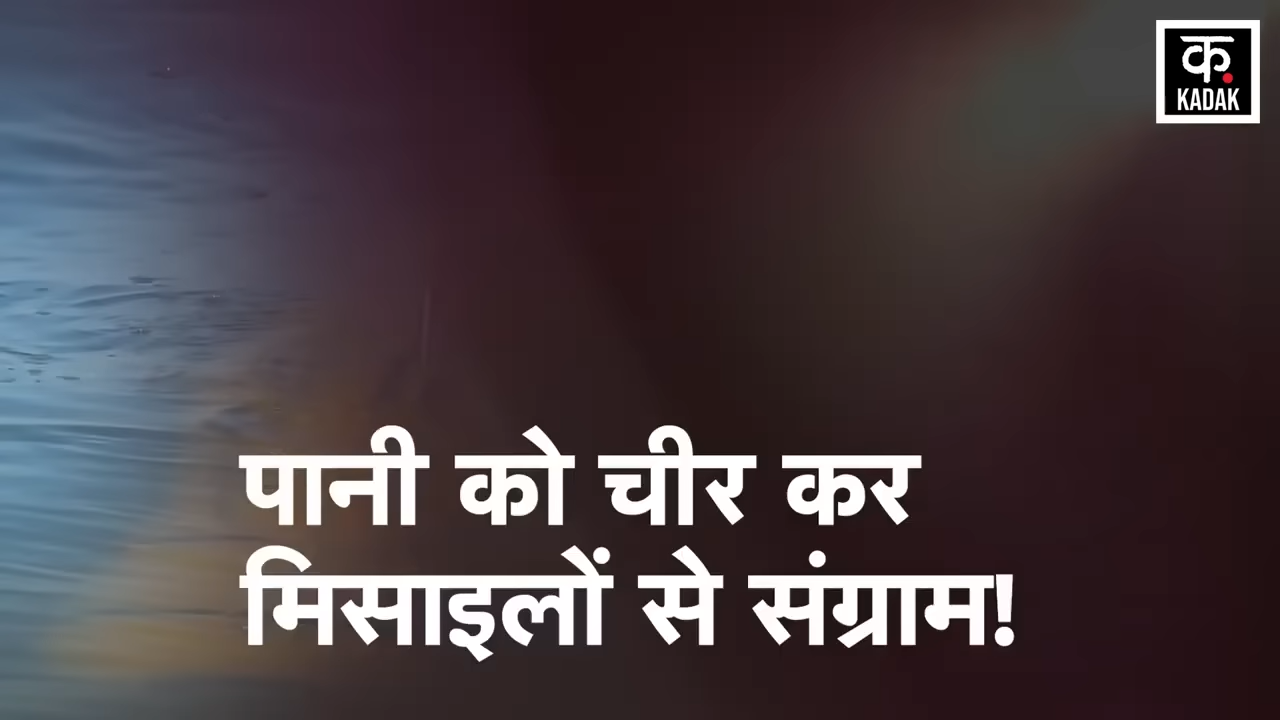 क.
KADAK
पानी को चीर कर
मिसाइलों से संग्राम!